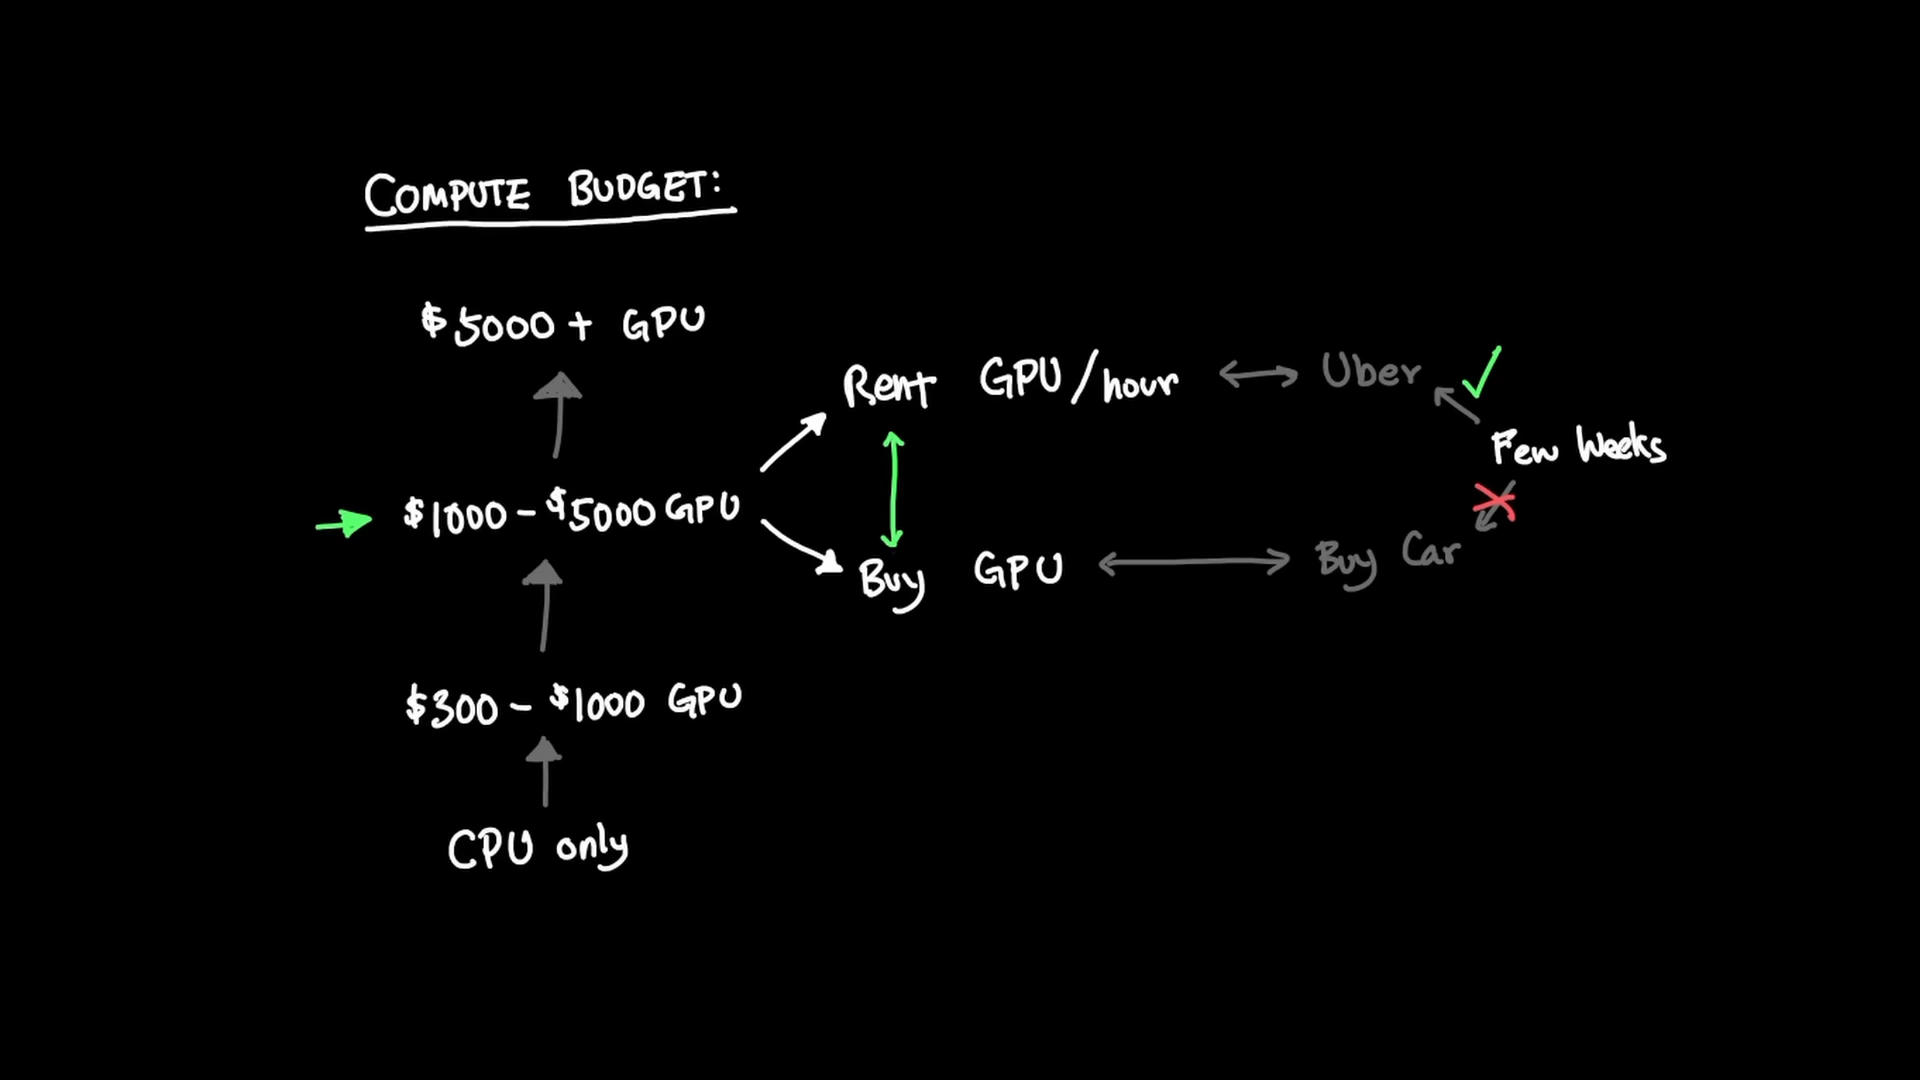 COMPUTE BUDGET:
$5000+ GPU
Rent GPU/hour
Uber
Few Weeks
$1000-$5000 GPU
Buy GPU
Buy Car
$300-$1000 GPU
CPU only